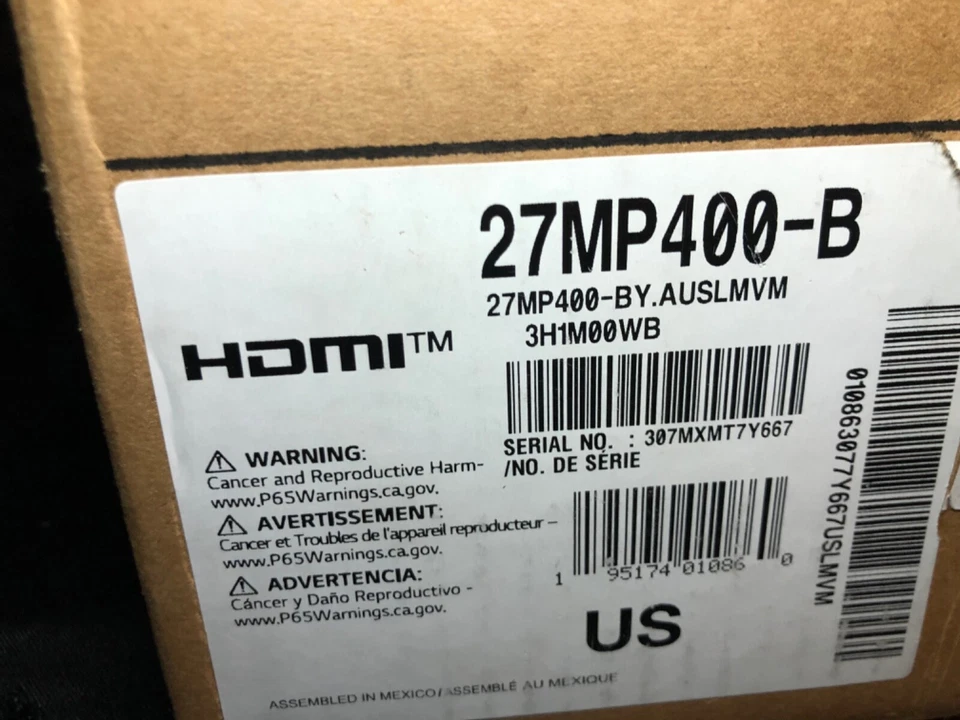 27MP400-B
27MP400-BY.AUSLMVM
3H1M00WB
HDMI™
SERIAL NO. : 307MXMT7Y667
/NO. DE SÉRIE
WARNING:
Cancer and Reproductive Harm-
www.P65Warnings.ca.gov.
AVERTISSEMENT:
Cancer et Troubles de l'appareil reproducteur –
www.P65Warnings.ca.gov.
ADVERTENCIA:
Cáncer y Daño Reproductivo -
www.P65Warnings.ca.gov.
1 95174 01086 0
US
010863077Y667USLMVM
ASSEMBLED IN MEXICO/ASSEMBLÉ AU MEXIQUE